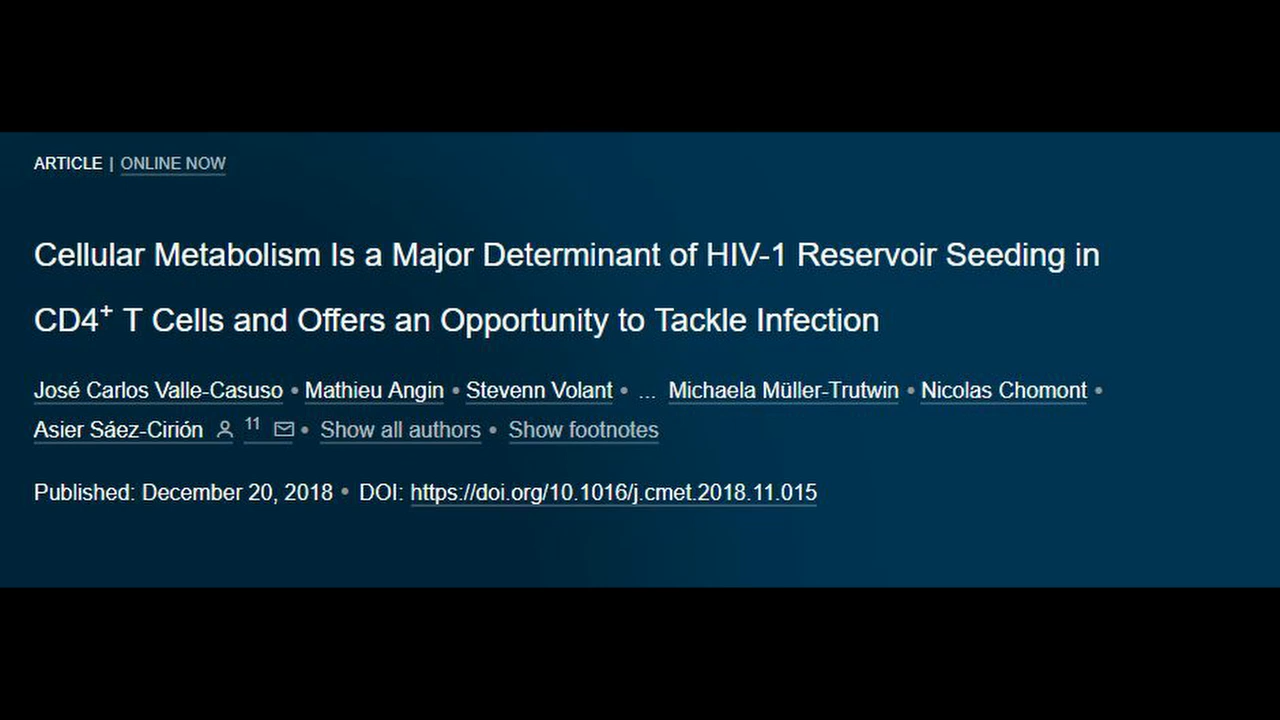 ARTICLE | ONLINE NOW
Cellular Metabolism Is a Major Determinant of HIV-1 Reservoir Seeding in
CD4⁺ T Cells and Offers an Opportunity to Tackle Infection
José Carlos Valle-Casuso • Mathieu Angin • Stevenn Volant • ... Michaela Müller-Trutwin • Nicolas Chomont •
Asier Sáez-Cirión ¹¹ • Show all authors • Show footnotes
Published: December 20, 2018 • DOI: https://doi.org/10.1016/j.cmet.2018.11.015